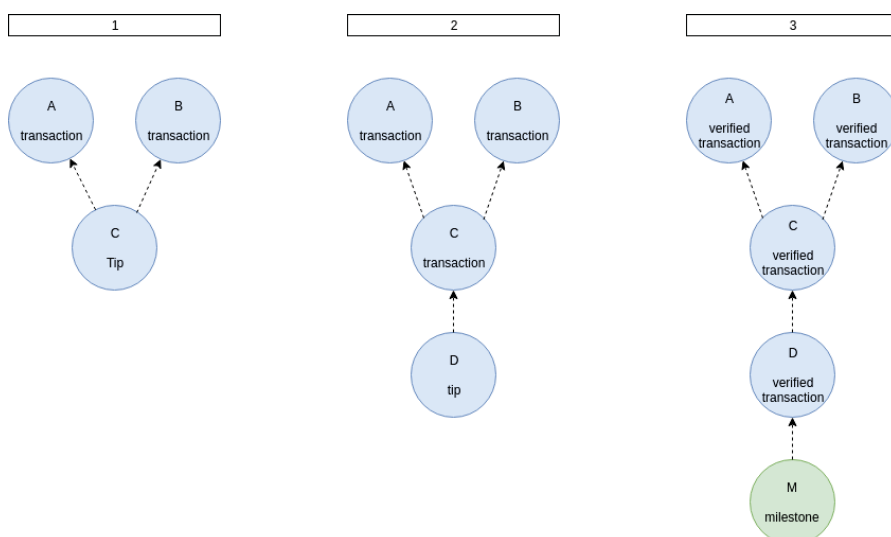 1
2
3
A
transaction
B
transaction
C
Tip
A
transaction
B
transaction
C
transaction
D
tip
A
verified
transaction
B
verified
transaction
C
verified
transaction
D
verified
transaction
M
milestone